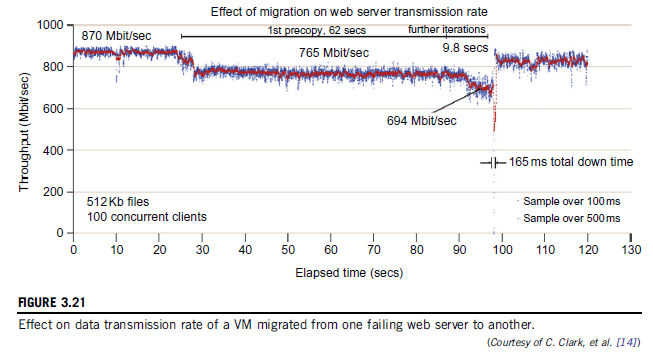 Effect of migration on web server transmission rate
1000
870 Mbit/sec
1st precopy, 62 secs
further iterations
765 Mbit/sec
9.8 secs
800
694 Mbit/sec
600
Throughput (Mbit/sec)
400
165 ms total down time
200
512 Kb files
100 concurrent clients
Sample over 100 ms
Sample over 500 ms
0
0 10 20 30 40 50 60 70 80 90 100 110 120 130
Elapsed time (secs)
FIGURE 3.21
Effect on data transmission rate of a VM migrated from one failing web server to another.
(Courtesy of C. Clark, et al. [14])